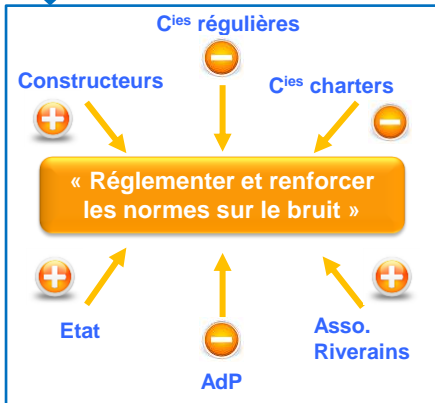 Cies régulières
Constructeurs
Cies charters
« Réglementer et renforcer
les normes sur le bruit »
Etat
Asso.
Riverains
AdP